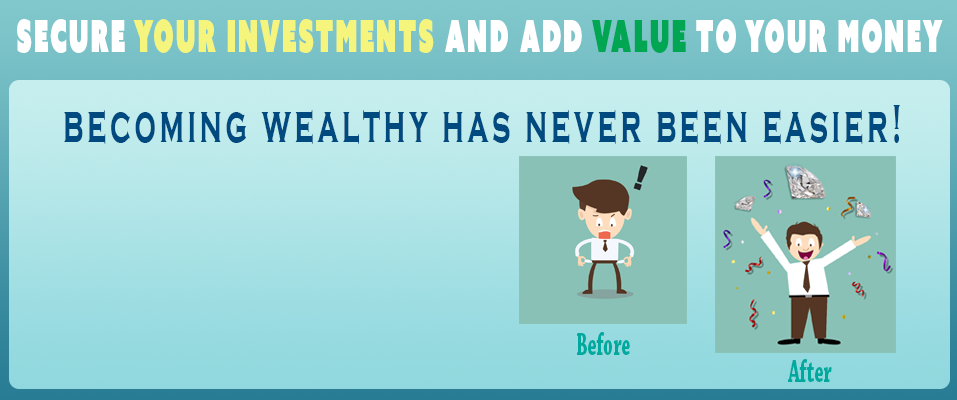 SECURE YOUR INVESTMENTS AND ADD VALUE TO YOUR MONEY
BECOMING WEALTHY HAS NEVER BEEN EASIER!
!
Before
After